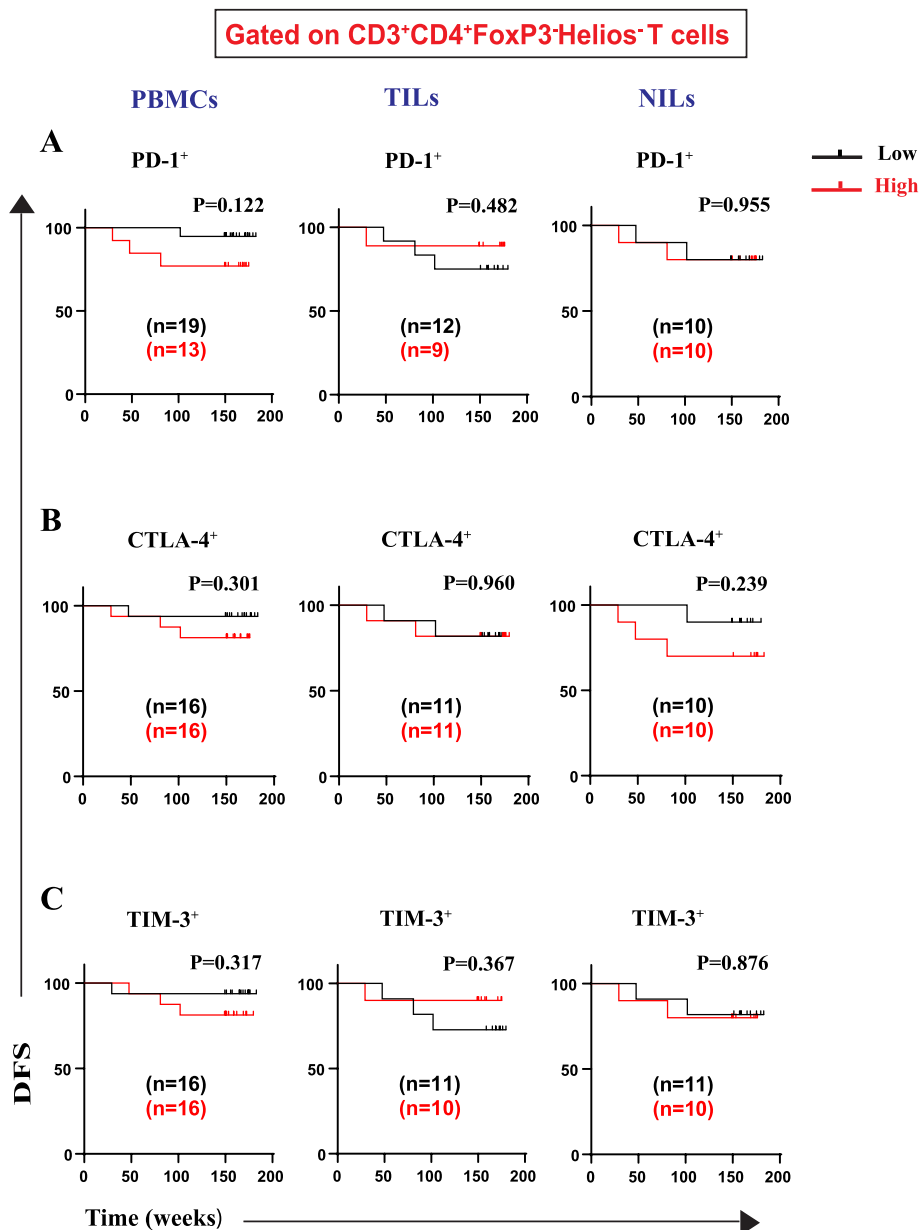 Gated on CD3⁺CD4⁺FoxP3⁻Helios⁻ T cells
PBMCs TILs NILs
A
PD-1⁺ PD-1⁺ PD-1⁺
Low
High
P=0.122 P=0.482 P=0.955
100 100 100
50 50 50
(n=19) (n=12) (n=10)
(n=13) (n=9) (n=10)
0 0 0
0 50 100 150 200 0 50 100 150 200 0 50 100 150 200
B
CTLA-4⁺ CTLA-4⁺ CTLA-4⁺
P=0.301 P=0.960 P=0.239
100 100 100
50 50 50
(n=16) (n=11) (n=10)
(n=16) (n=11) (n=10)
0 0 0
0 50 100 150 200 0 50 100 150 200 0 50 100 150 200
C
TIM-3⁺ TIM-3⁺ TIM-3⁺
P=0.317 P=0.367 P=0.876
100 100 100
50 50 50
(n=16) (n=11) (n=11)
(n=16) (n=10) (n=10)
0 0 0
0 50 100 150 200 0 50 100 150 200 0 50 100 150 200
DFS
Time (weeks)